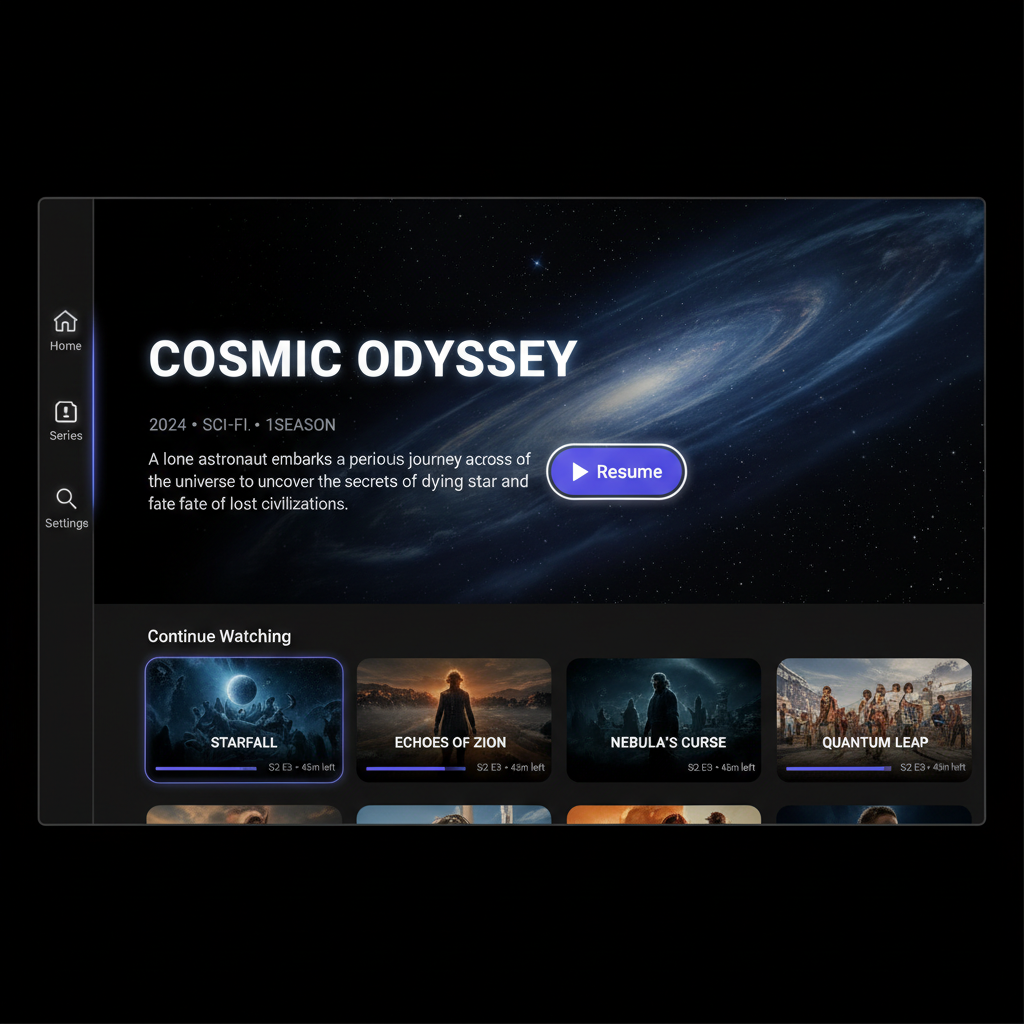 Home
Series
Settings
COSMIC ODYSSEY
2024 • SCI-FI. • 1SEASON
A lone astronaut embarks a perious journey across of
the universe to uncover the secrets of dying star and
fate fate of lost civilizations.
Resume
Continue Watching
STARFALL
S2 E3 • 45m left
ECHOES OF ZION
S2 E3 • 43m left
NEBULA'S CURSE
S2 E3 • 45m left
QUANTUM LEAP
S2 E3 • 45m left